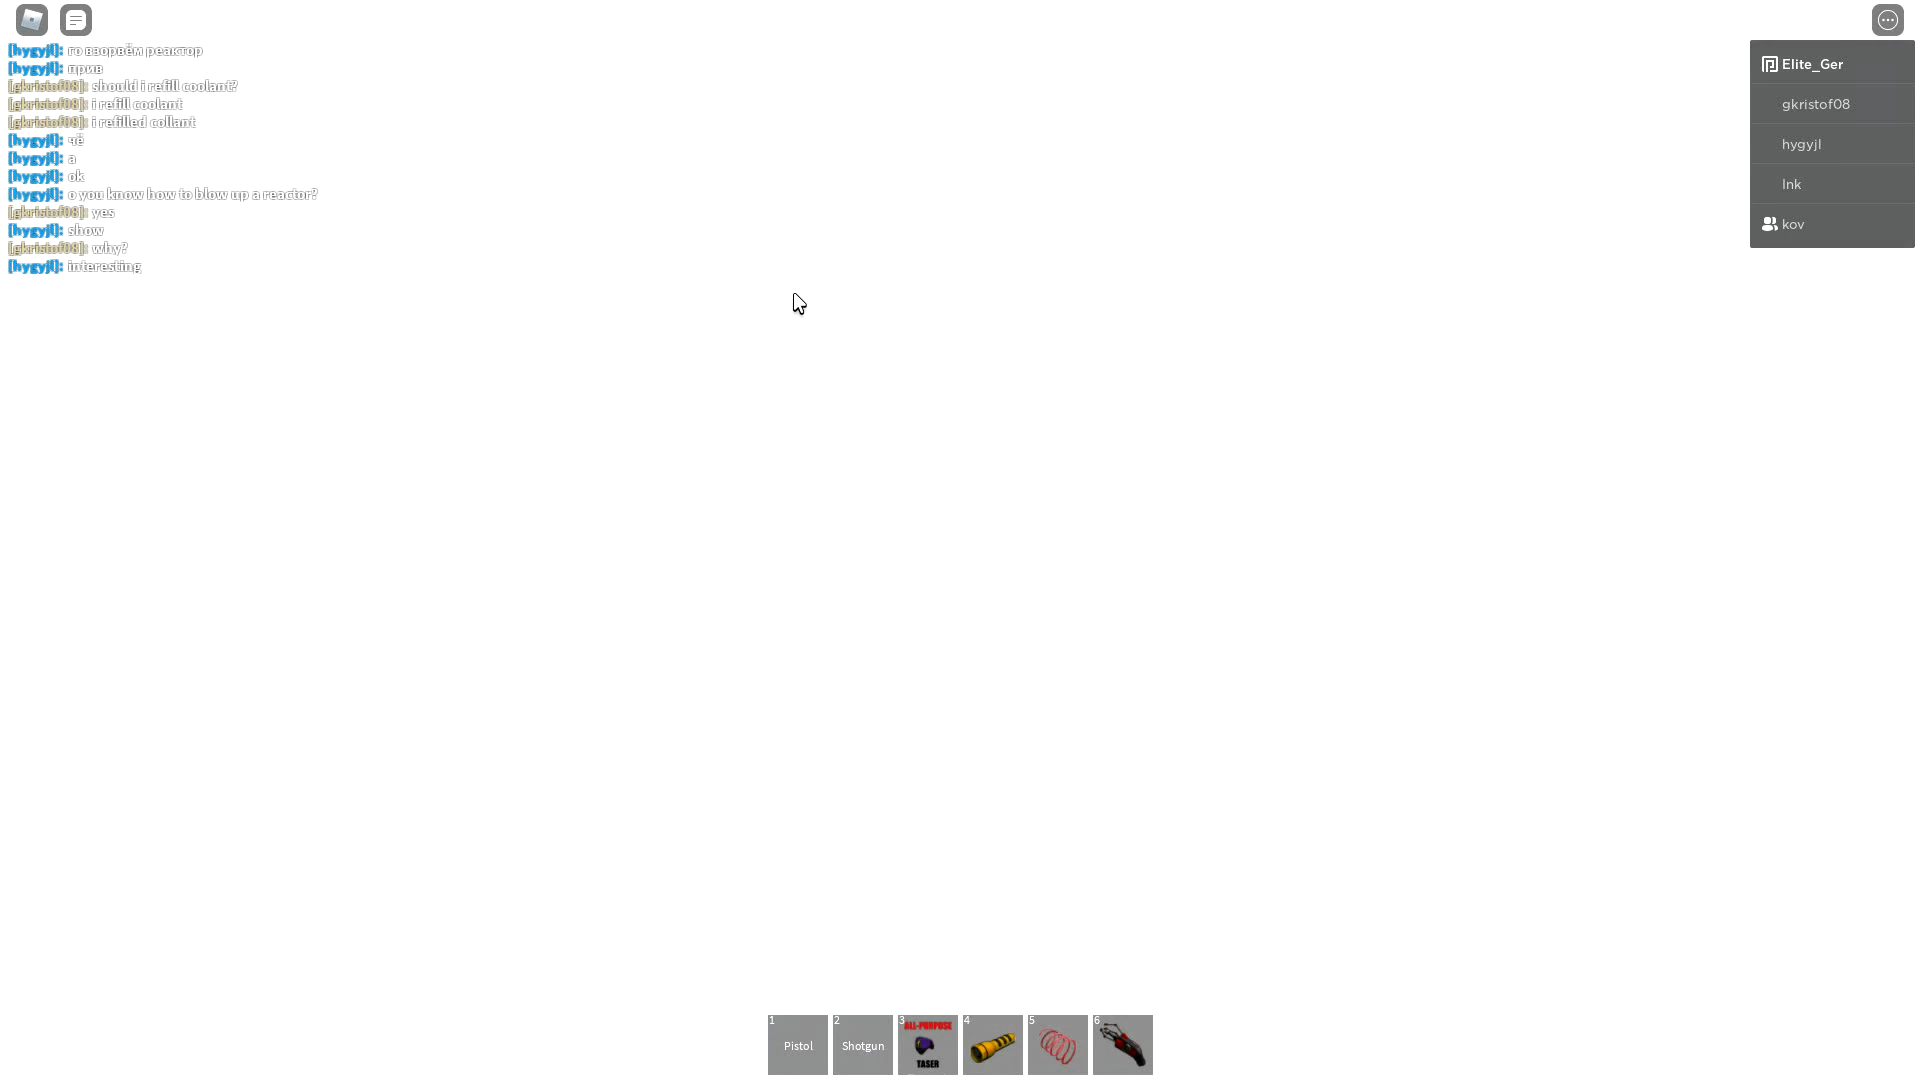 [hygyjl]: го взорвём реактор
[hygyjl]: прив
[gkristof08]: should i refill coolant?
[gkristof08]: i refill coolant
[gkristof08]: i refilled collant
[hygyjl]: чё
[hygyjl]: а
[hygyjl]: ok
[hygyjl]: o you know how to blow up a reactor?
[gkristof08]: yes
[hygyjl]: show
[gkristof08]: why?
[hygyjl]: interesting
Elite_Ger
gkristof08
hygyjl
Ink
kov
1 Pistol
2 Shotgun
3 ALL-PURPOSE TASER
4
5
6